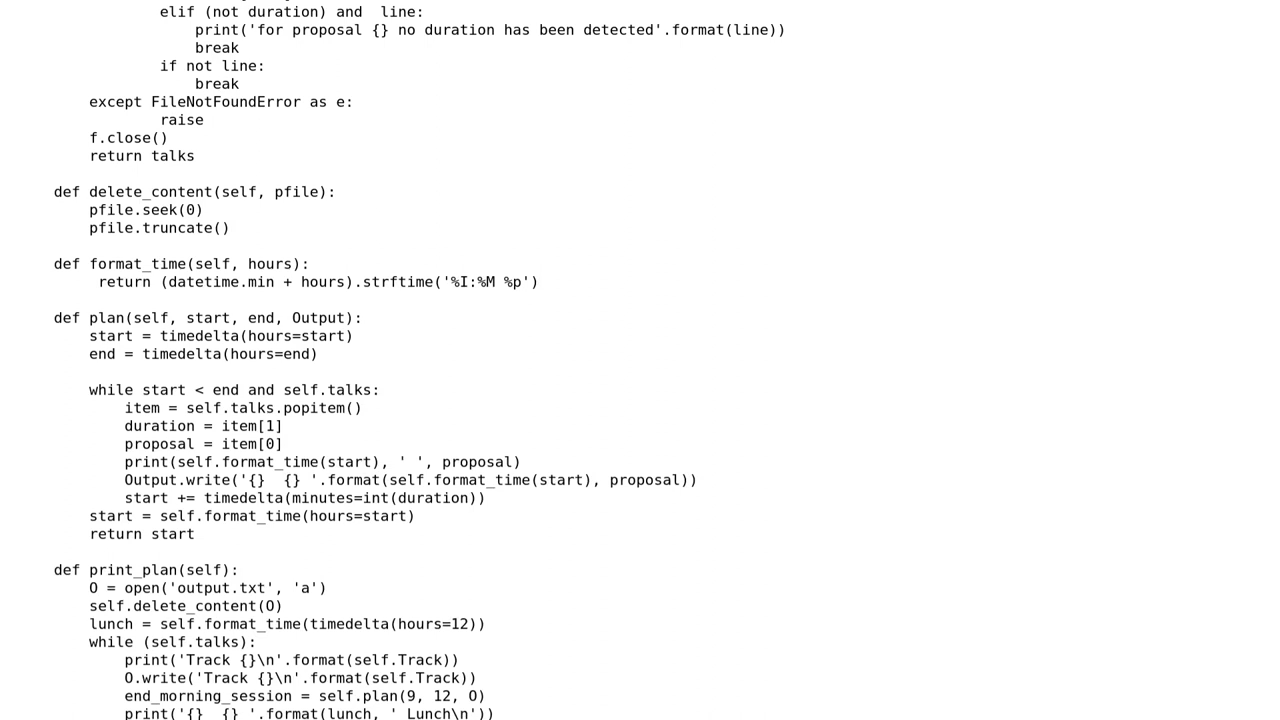 elif (not duration) and  line:
                print('for proposal {} no duration has been detected'.format(line))
                break
            if not line:
                break
    except FileNotFoundError as e:
            raise
    f.close()
    return talks

def delete_content(self, pfile):
    pfile.seek(0)
    pfile.truncate()

def format_time(self, hours):
     return (datetime.min + hours).strftime('%I:%M %p')

def plan(self, start, end, Output):
    start = timedelta(hours=start)
    end = timedelta(hours=end)

    while start < end and self.talks:
        item = self.talks.popitem()
        duration = item[1]
        proposal = item[0]
        print(self.format_time(start), ' ', proposal)
        Output.write('{}  {} '.format(self.format_time(start), proposal))
        start += timedelta(minutes=int(duration))
    start = self.format_time(hours=start)
    return start

def print_plan(self):
    O = open('output.txt', 'a')
    self.delete_content(O)
    lunch = self.format_time(timedelta(hours=12))
    while (self.talks):
        print('Track {}\n'.format(self.Track))
        O.write('Track {}\n'.format(self.Track))
        end_morning_session = self.plan(9, 12, O)
        print('{}  {} '.format(lunch, ' Lunch\n'))